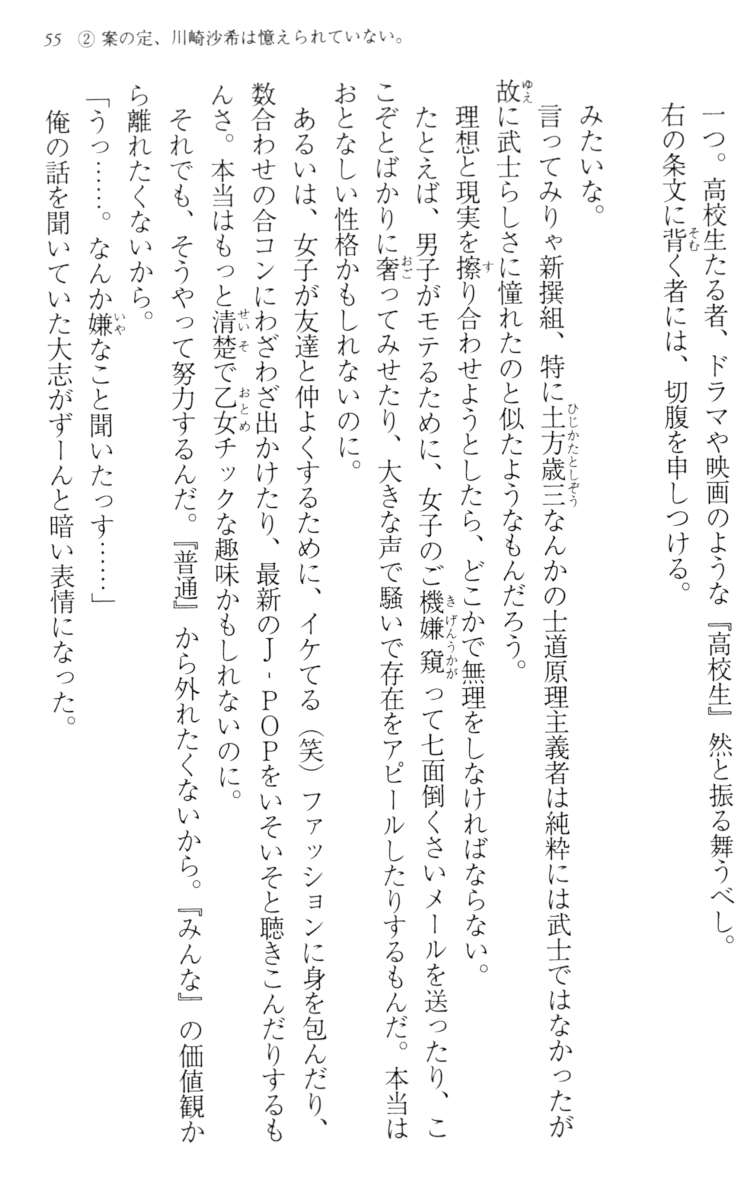 55 ② 案の定、川崎沙希は憶えられていない。
一つ。高校生たる者、ドラマや映画のような『高校生』然と振る舞うべし。
右の条文に背く者には、切腹を申しつける。
みたいな。
言ってみりゃ新撰組、特に土方歳三なんかの士道原理主義者は純粋には武士ではなかったが
故に武士らしさに憧れたのと似たようなもんだろう。
理想と現実を擦り合わせようとしたら、どこかで無理をしなければならない。
たとえば、男子がモテるために、女子のご機嫌窺って七面倒くさいメールを送ったり、こ
こぞとばかりに奢ってみせたり、大きな声で騒いで存在をアピールしたりするもんだ。本当は
おとなしい性格かもしれないのに。
あるいは、女子が友達と仲よくするために、イケてる（笑）ファッションに身を包んだり、
数合わせの合コンにわざわざ出かけたり、最新のJ-POPをいそいそと聴きこんだりするも
んさ。本当はもっと清楚で乙女チックな趣味かもしれないのに。
それでも、そうやって努力するんだ。『普通』から外れたくないから。『みんな』の価値観か
ら離れたくないから。
「うっ……。なんか嫌なこと聞いたっす……」
俺の話を聞いていた大志がずーんと暗い表情になった。